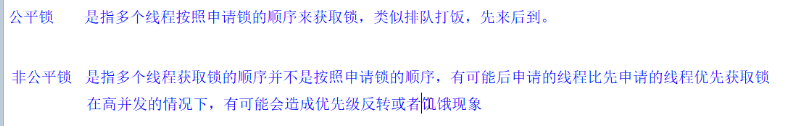 公平锁 是指多个线程按照申请锁的顺序来获取锁，类似排队打饭，先来后到。
非公平锁 是指多个线程获取锁的顺序并不是按照申请锁的顺序，有可能后申请的线程比先申请的线程优先获取锁
在高并发的情况下，有可能会造成优先级反转或者饥饿现象